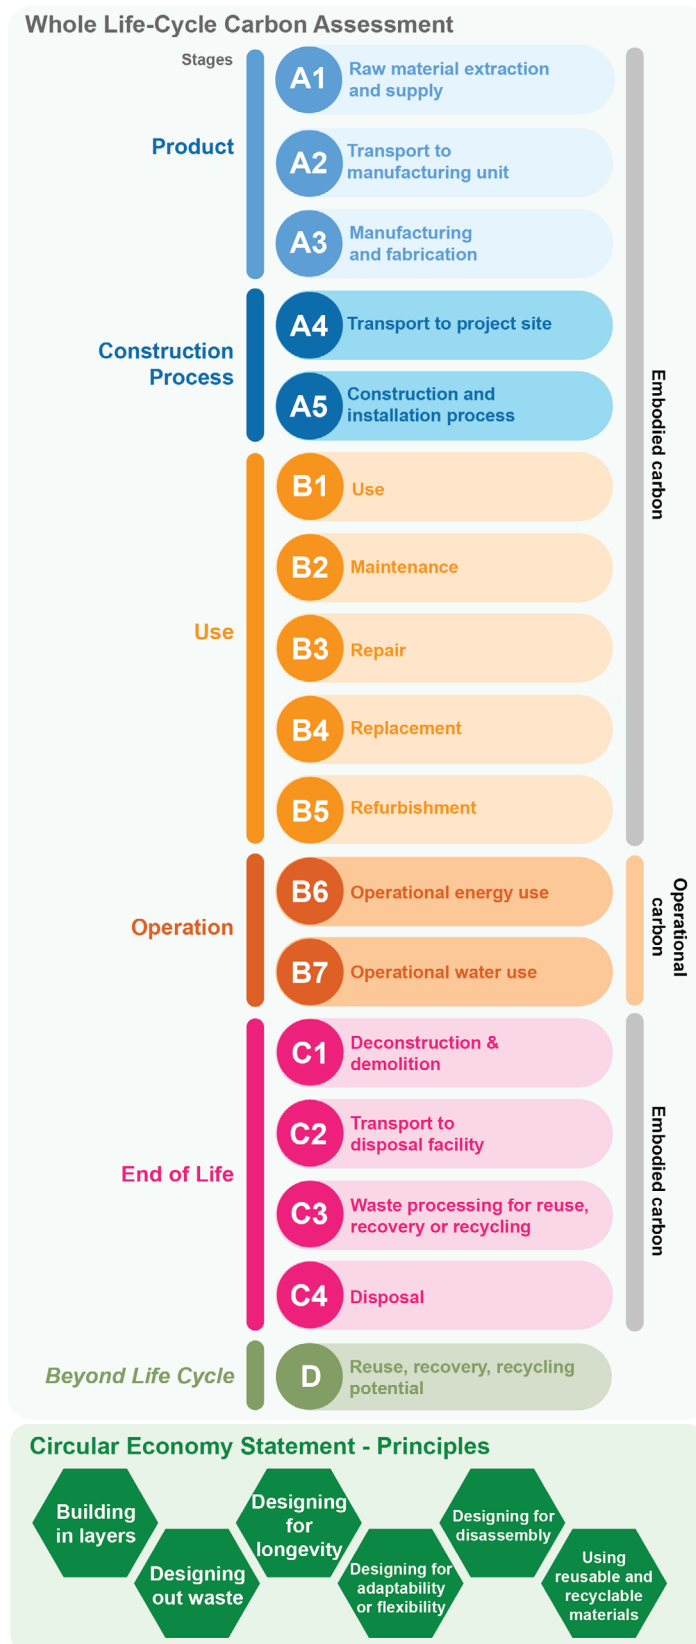 Whole Life-Cycle Carbon Assessment
Stages
Product
A1
Raw material extraction
and supply
A2
Transport to
manufacturing unit
A3
Manufacturing
and fabrication
Construction
Process
A4
Transport to project site
A5
Construction and
installation process
Embodied carbon
Use
B1
Use
B2
Maintenance
B3
Repair
B4
Replacement
B5
Refurbishment
Operation
B6
Operational energy use
B7
Operational water use
Operational
carbon
End of Life
C1
Deconstruction &
demolition
C2
Transport to
disposal facility
C3
Waste processing for reuse,
recovery or recycling
C4
Disposal
Embodied carbon
Beyond Life Cycle
D
Reuse, recovery, recycling
potential
Circular Economy Statement - Principles
Building
in layers
Designing
out waste
Designing
for
longevity
Designing for
adaptability
or flexibility
Designing for
disassembly
Using
reusable and
recyclable
materials